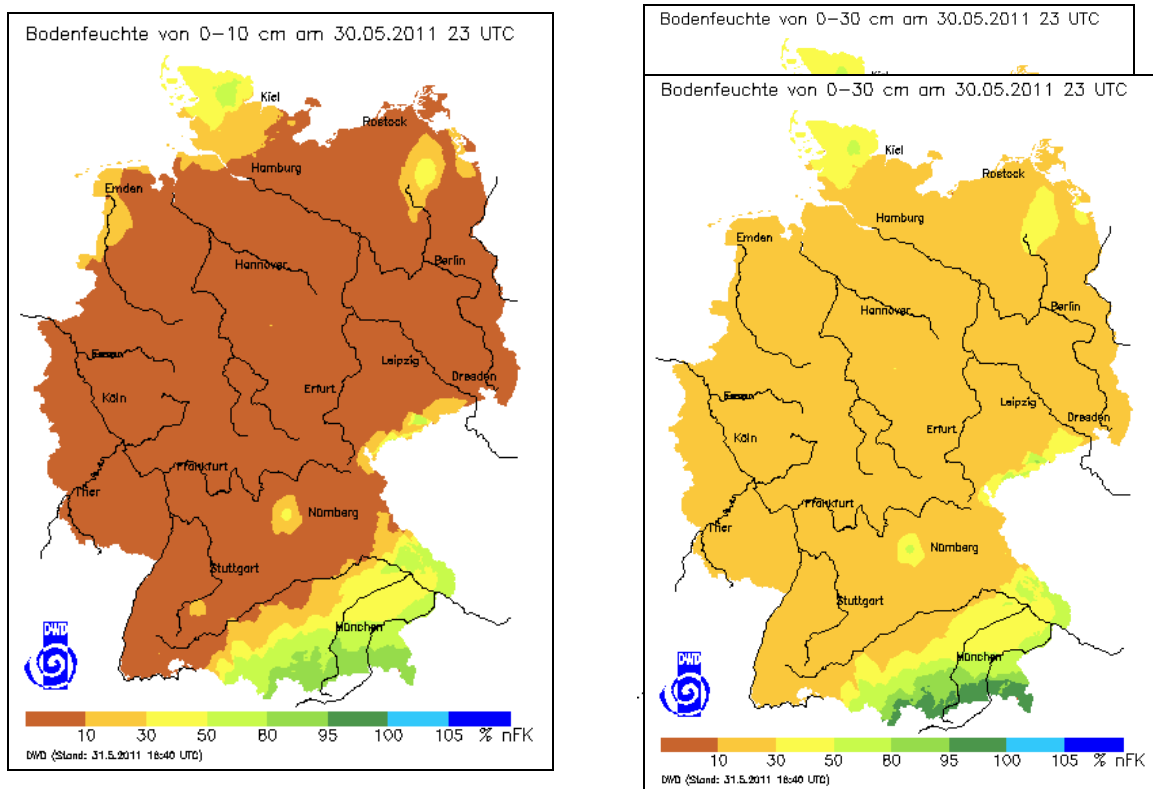 Bodenfeuchte von 0-10 cm am 30.05.2011 23 UTC
Kiel
Rostock
Hamburg
Emden
Berlin
Hannover
Leipzig
Essen
Dresden
Erfurt
Köln
Frankfurt
Trier
Nürnberg
Stuttgart
München
DWD
10 30 50 80 95 100 105 % nFK
DWD (Stand: 31.5.2011 16:40 UTC)
Bodenfeuchte von 0-30 cm am 30.05.2011 23 UTC
Bodenfeuchte von 0-30 cm am 30.05.2011 23 UTC
Kiel
Rostock
Hamburg
Emden
Berlin
Hannover
Essen
Leipzig
Dresden
Erfurt
Köln
Frankfurt
Trier
Nürnberg
Stuttgart
München
DWD
10 30 50 80 95 100 105 % nFK
DWD (Stand: 31.5.2011 16:40 UTC)